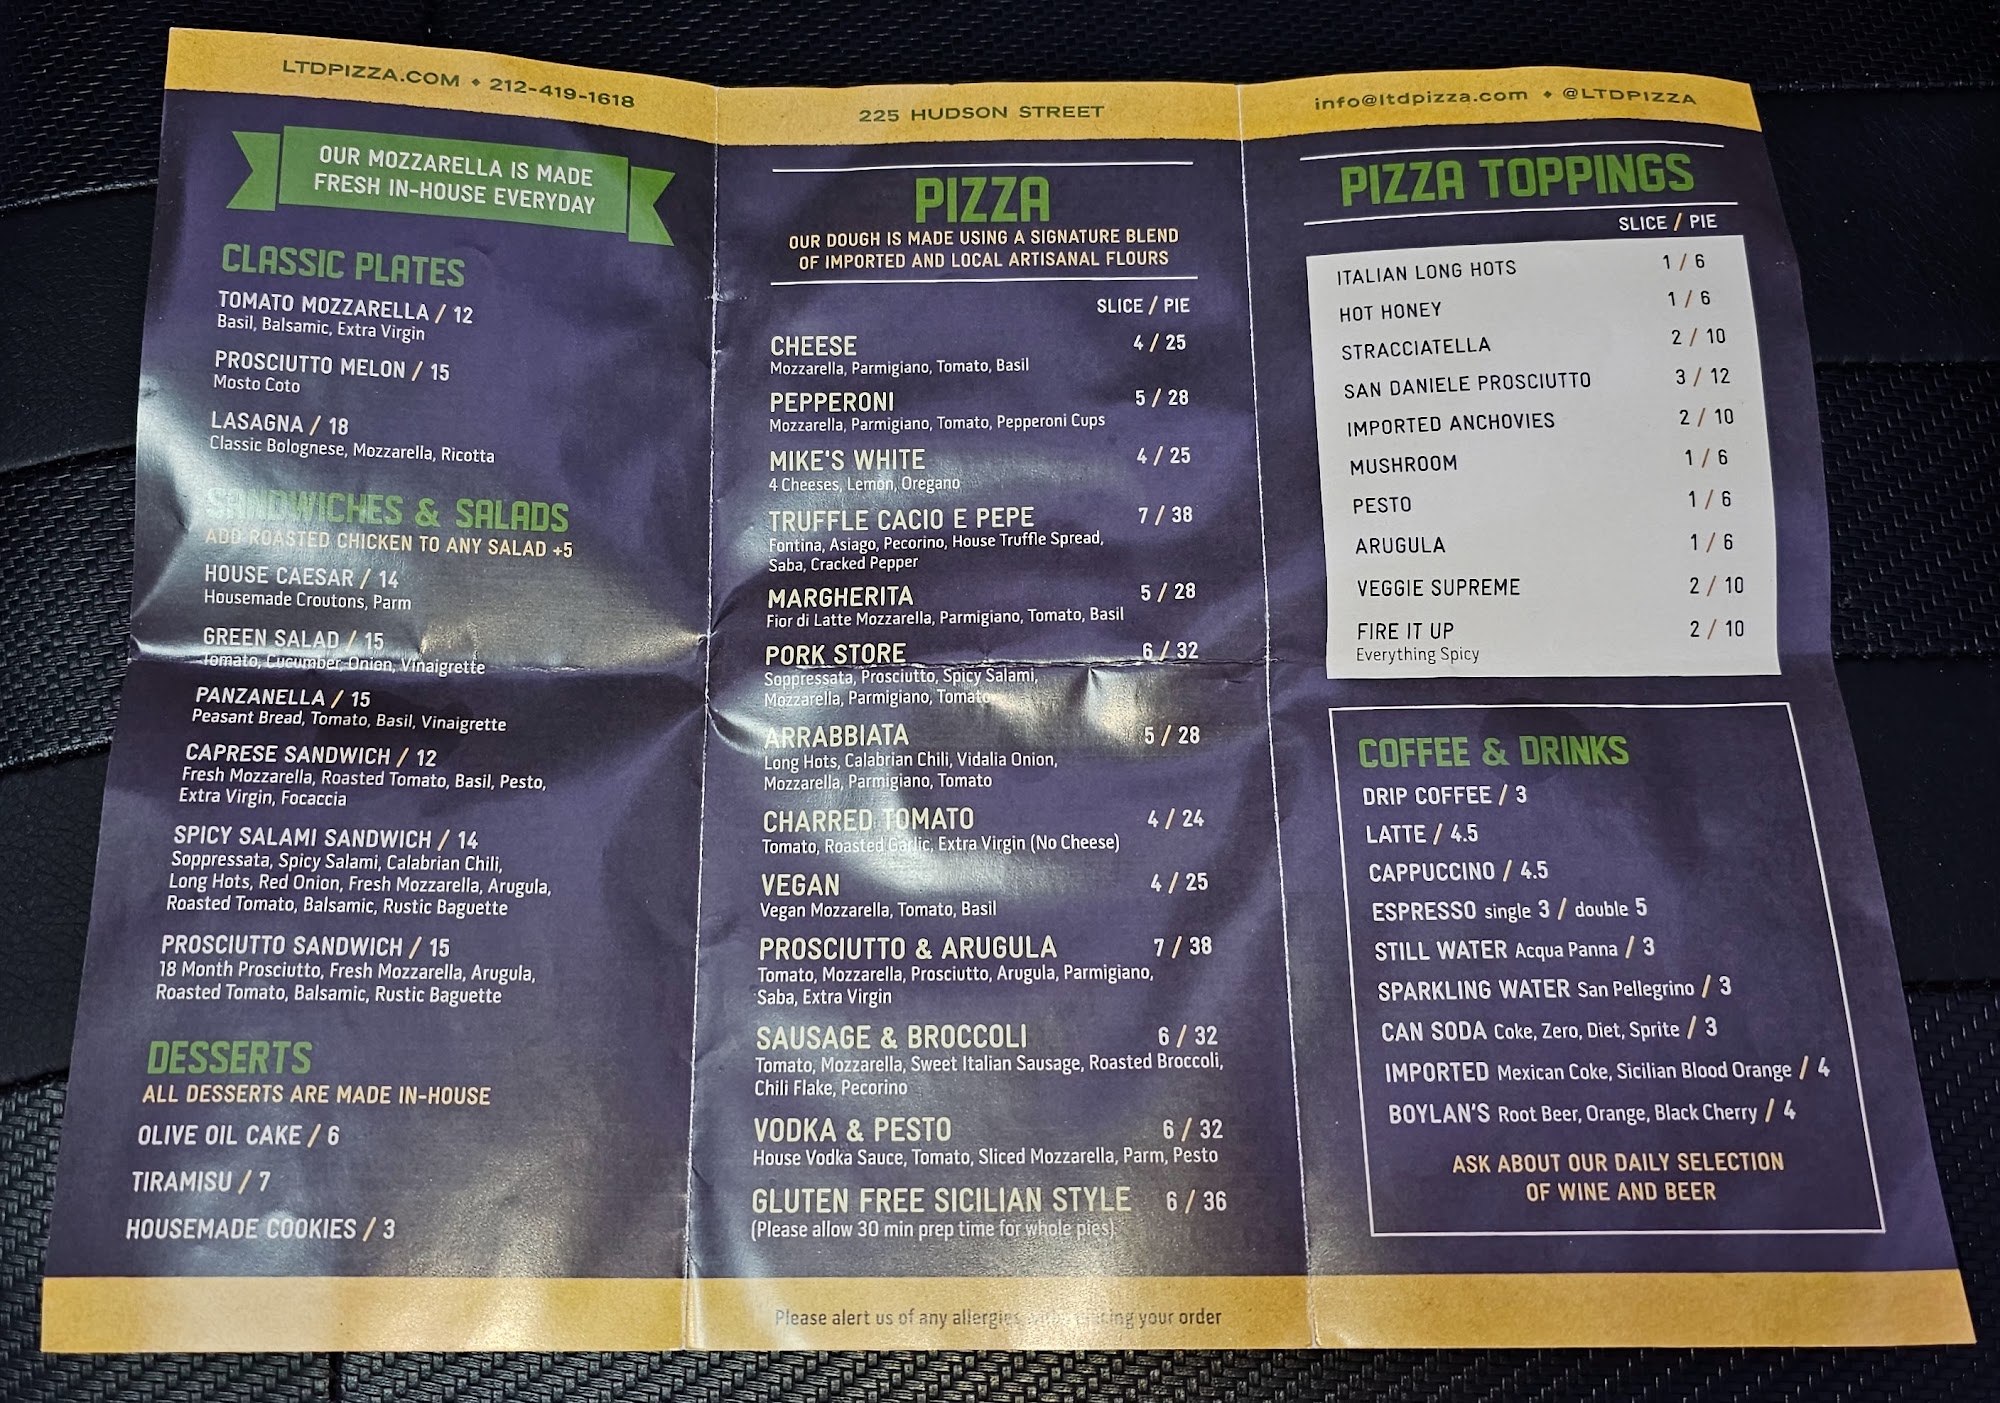 LTDPIZZA.COM • 212-419-1618
OUR MOZZARELLA IS MADE
FRESH IN-HOUSE EVERYDAY
CLASSIC PLATES
TOMATO MOZZARELLA / 12
Basil, Balsamic, Extra Virgin
PROSCIUTTO MELON / 15
Mosto Coto
LASAGNA / 18
Classic Bolognese, Mozzarella, Ricotta
SANDWICHES & SALADS
ADD ROASTED CHICKEN TO ANY SALAD +5
HOUSE CAESAR / 14
Housemade Croutons, Parm
GREEN SALAD / 15
Tomato, Cucumber, Onion, Vinaigrette
PANZANELLA / 15
Peasant Bread, Tomato, Basil, Vinaigrette
CAPRESE SANDWICH / 12
Fresh Mozzarella, Roasted Tomato, Basil, Pesto,
Extra Virgin, Focaccia
SPICY SALAMI SANDWICH / 14
Soppressata, Spicy Salami, Calabrian Chili,
Long Hots, Red Onion, Fresh Mozzarella, Arugula,
Roasted Tomato, Balsamic, Rustic Baguette
PROSCIUTTO SANDWICH / 15
18 Month Prosciutto, Fresh Mozzarella, Arugula,
Roasted Tomato, Balsamic, Rustic Baguette
DESSERTS
ALL DESSERTS ARE MADE IN-HOUSE
OLIVE OIL CAKE / 6
TIRAMISU / 7
HOUSEMADE COOKIES / 3
225 HUDSON STREET
PIZZA
OUR DOUGH IS MADE USING A SIGNATURE BLEND
OF IMPORTED AND LOCAL ARTISANAL FLOURS
SLICE / PIE
CHEESE 4 / 25
Mozzarella, Parmigiano, Tomato, Basil
PEPPERONI 5 / 28
Mozzarella, Parmigiano, Tomato, Pepperoni Cups
MIKE'S WHITE 4 / 25
4 Cheeses, Lemon, Oregano
TRUFFLE CACIO E PEPE 7 / 38
Fontina, Asiago, Pecorino, House Truffle Spread,
Saba, Cracked Pepper
MARGHERITA 5 / 28
Fior di Latte Mozzarella, Parmigiano, Tomato, Basil
PORK STORE 6 / 32
Soppressata, Prosciutto, Spicy Salami,
Mozzarella, Parmigiano, Tomato
ARRABBIATA 5 / 28
Long Hots, Calabrian Chili, Vidalia Onion,
Mozzarella, Parmigiano, Tomato
CHARRED TOMATO 4 / 24
Tomato, Roasted Garlic, Extra Virgin (No Cheese)
VEGAN 4 / 25
Vegan Mozzarella, Tomato, Basil
PROSCIUTTO & ARUGULA 7 / 38
Tomato, Mozzarella, Prosciutto, Arugula, Parmigiano,
Saba, Extra Virgin
SAUSAGE & BROCCOLI 6 / 32
Tomato, Mozzarella, Sweet Italian Sausage, Roasted Broccoli,
Chili Flake, Pecorino
VODKA & PESTO 6 / 32
House Vodka Sauce, Tomato, Sliced Mozzarella, Parm, Pesto
GLUTEN FREE SICILIAN STYLE 6 / 36
(Please allow 30 min prep time for whole pies)
Please alert us of any allergies your order
info@ltdpizza.com • @LTDPIZZA
PIZZA TOPPINGS
SLICE / PIE
ITALIAN LONG HOTS 1 / 6
HOT HONEY 1 / 6
STRACCIATELLA 2 / 10
SAN DANIELE PROSCIUTTO 3 / 12
IMPORTED ANCHOVIES 2 / 10
MUSHROOM 1 / 6
PESTO 1 / 6
ARUGULA 1 / 6
VEGGIE SUPREME 2 / 10
FIRE IT UP 2 / 10
Everything Spicy
COFFEE & DRINKS
DRIP COFFEE / 3
LATTE / 4.5
CAPPUCCINO / 4.5
ESPRESSO single 3 / double 5
STILL WATER Acqua Panna / 3
SPARKLING WATER San Pellegrino / 3
CAN SODA Coke, Zero, Diet, Sprite / 3
IMPORTED Mexican Coke, Sicilian Blood Orange / 4
BOYLAN'S Root Beer, Orange, Black Cherry / 4
ASK ABOUT OUR DAILY SELECTION
OF WINE AND BEER